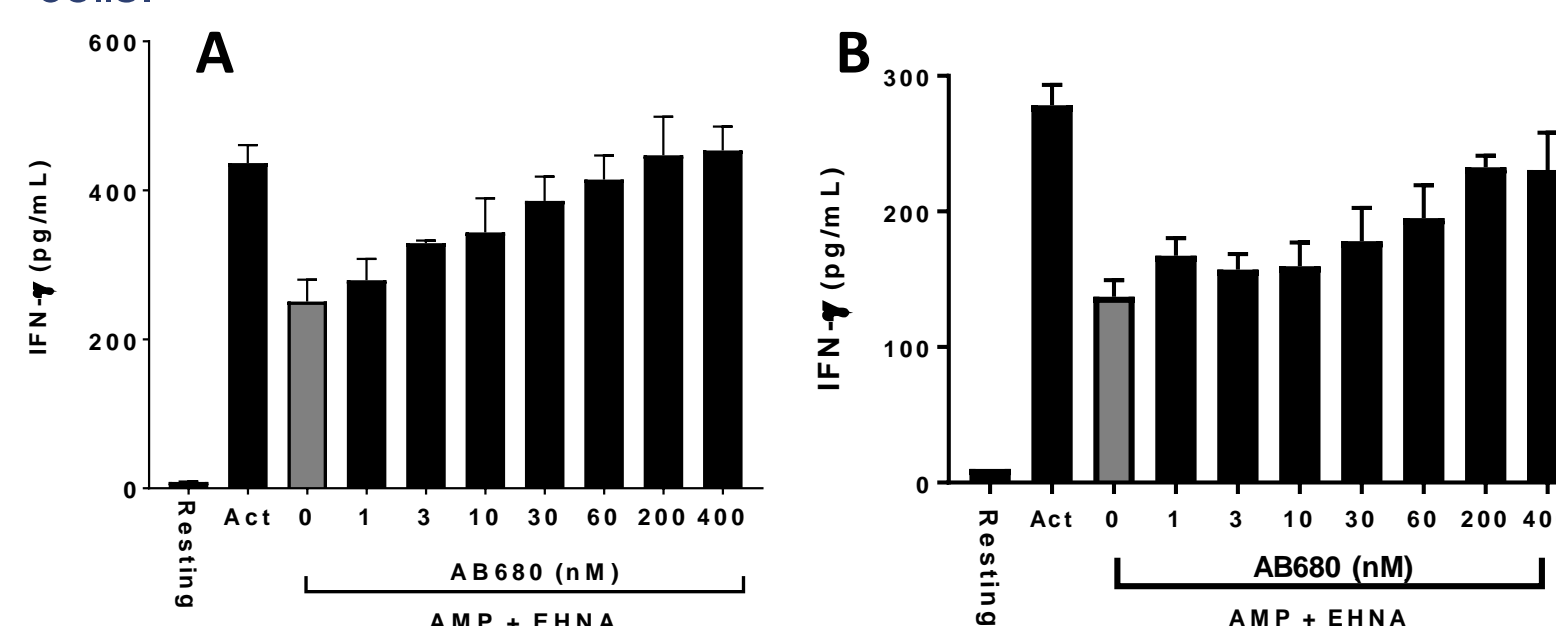 A
600
400
200
0
IFN-γ (pg/mL)
Resting Act 0 1 3 10 30 60 200 400
AB680 (nM)
AMP + EHNA
B
300
200
100
0
IFN-γ (pg/mL)
Resting Act 0 1 3 10 30 60 200 40
AB680 (nM)
AMP + EHNA